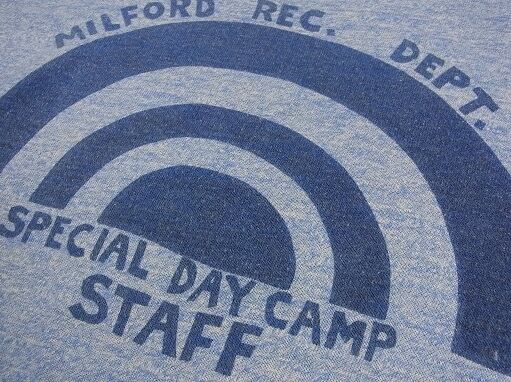 MILFORD REC. DEPT.
SPECIAL DAY CAMP
STAFF